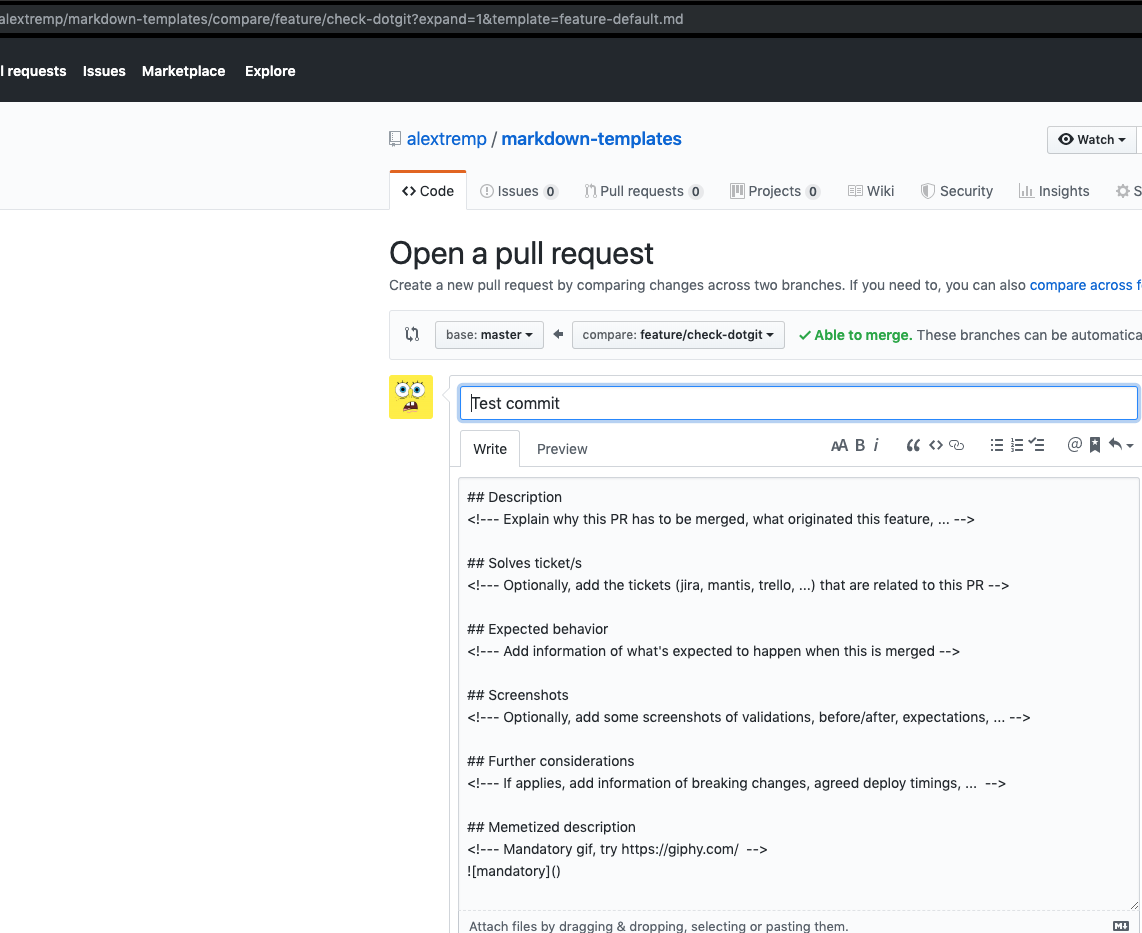 alextremp/markdown-templates/compare/feature/check-dotgit?expand=1&template=feature-default.md
l requests Issues Marketplace Explore
alextremp / markdown-templates
Watch
Code Issues 0 Pull requests 0 Projects 0 Wiki Security Insights S
Open a pull request
Create a new pull request by comparing changes across two branches. If you need to, you can also compare across f
base: master compare: feature/check-dotgit Able to merge. These branches can be automatica
Test commit
Write Preview AA B i
## Description
<!--- Explain why this PR has to be merged, what originated this feature, ... -->
## Solves ticket/s
<!--- Optionally, add the tickets (jira, mantis, trello, ...) that are related to this PR -->
## Expected behavior
<!--- Add information of what's expected to happen when this is merged -->
## Screenshots
<!--- Optionally, add some screenshots of validations, before/after, expectations, ... -->
## Further considerations
<!--- If applies, add information of breaking changes, agreed deploy timings, ...  -->
## Memetized description
<!--- Mandatory gif, try https://giphy.com/  -->
![mandatory]()
Attach files by dragging & dropping, selecting or pasting them.